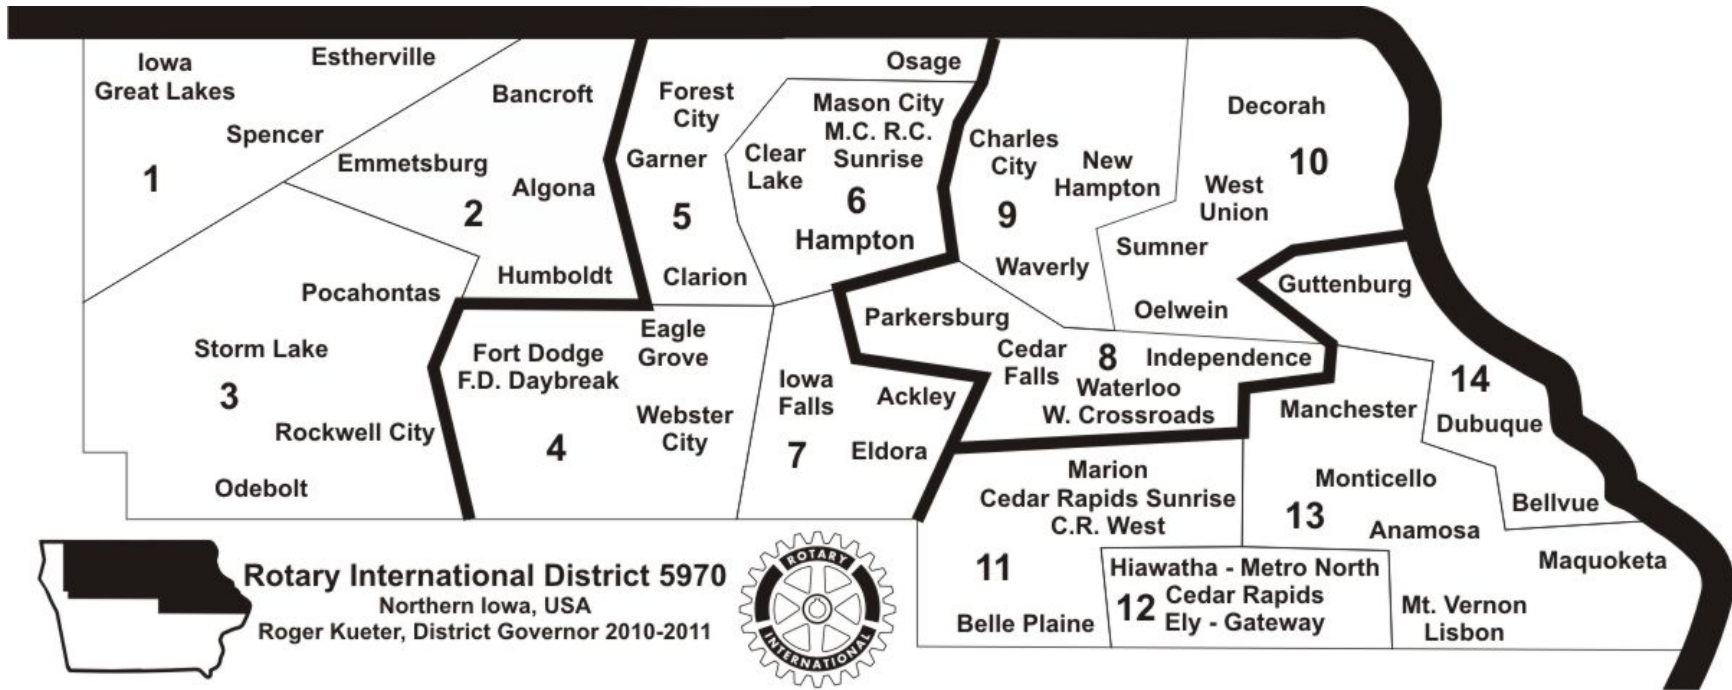 Iowa
Great Lakes
Estherville
Spencer
1
Bancroft
Emmetsburg
Algona
2
Humboldt
Pocahontas
Storm Lake
3
Rockwell City
Odebolt
Fort Dodge
F.D. Daybreak
Eagle
Grove
Webster
City
4
Osage
Forest
City
Garner
5
Clarion
Mason City
M.C. R.C.
Sunrise
Clear
Lake
6
Hampton
Iowa
Falls
Ackley
7
Eldora
Parkersburg
Cedar
Falls
8
Independence
Waterloo
W. Crossroads
Charles
City
New
Hampton
9
Waverly
Decorah
10
West
Union
Sumner
Oelwein
Marion
Cedar Rapids Sunrise
C.R. West
11
Belle Plaine
Hiawatha - Metro North
12
Cedar Rapids
Ely - Gateway
Manchester
Monticello
13
Anamosa
Maquoketa
Mt. Vernon
Lisbon
Guttenburg
14
Dubuque
Bellvue
Rotary International District 5970
Northern Iowa, USA
Roger Kueter, District Governor 2010-2011
ROTARY
INTERNATIONAL